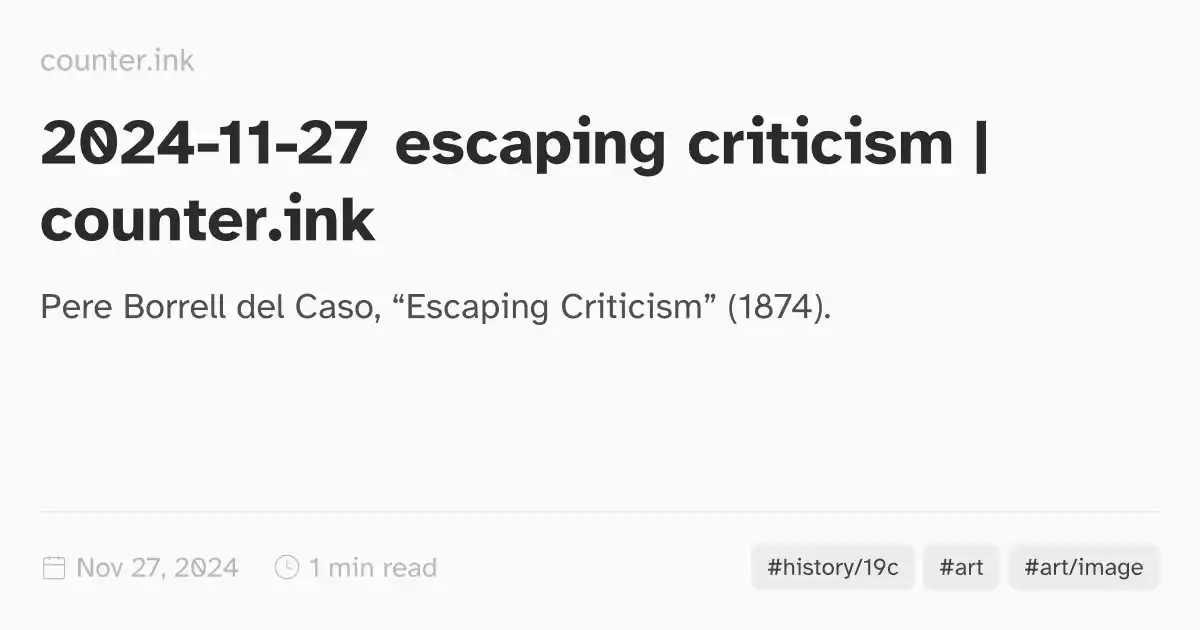 counter.ink
2024-11-27 escaping criticism |
counter.ink
Pere Borrell del Caso, “Escaping Criticism” (1874).
Nov 27, 2024 1 min read #history/19c #art #art/image